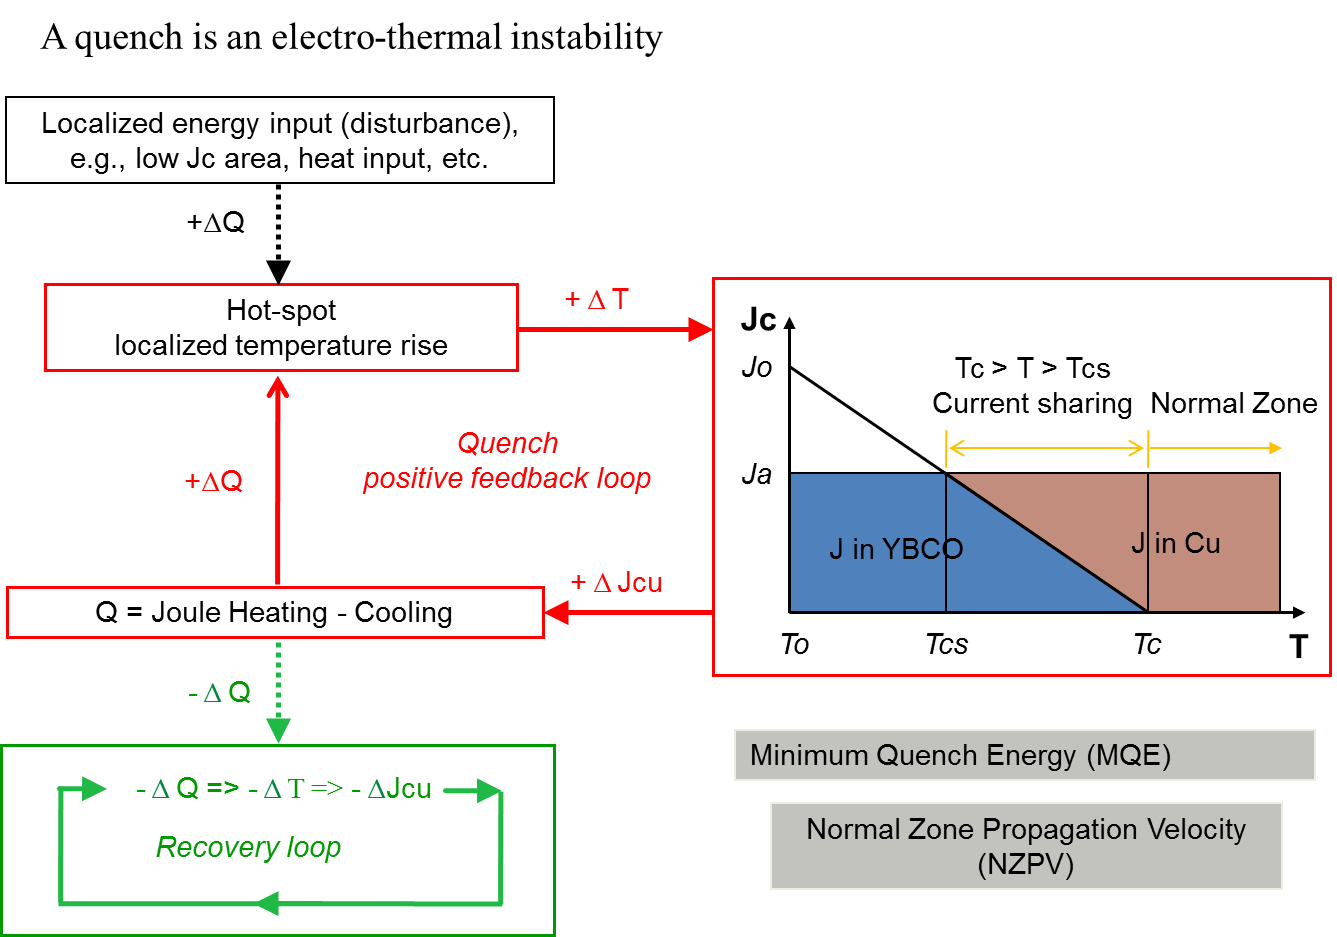 A quench is an electro-thermal instability
Localized energy input (disturbance),
e.g., low Jc area, heat input, etc.
+ΔQ
Hot-spot
localized temperature rise
+ Δ T
Quench
positive feedback loop
+ΔQ
+ Δ Jcu
Q = Joule Heating - Cooling
- Δ Q
- Δ Q => - Δ T => - ΔJcu
Recovery loop
Jc
Jo
Tc > T > Tcs
Current sharing
Normal Zone
Ja
J in YBCO
J in Cu
To
Tcs
Tc
T
Minimum Quench Energy (MQE)
Normal Zone Propagation Velocity
(NZPV)